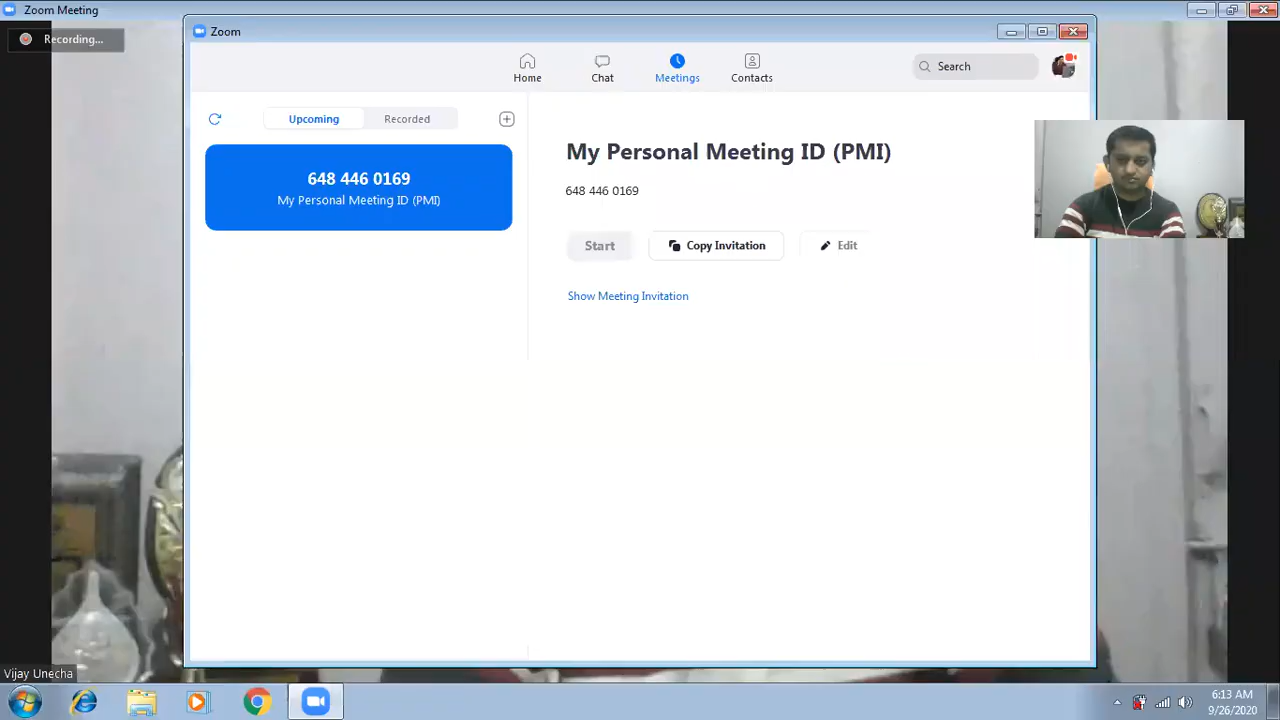 Zoom Meeting
Recording...
Zoom
Home
Chat
Meetings
Contacts
Search
Upcoming
Recorded
648 446 0169
My Personal Meeting ID (PMI)
My Personal Meeting ID (PMI)
648 446 0169
Start
Copy Invitation
Edit
Show Meeting Invitation
Vijay Unecha
6:13 AM
9/26/2020